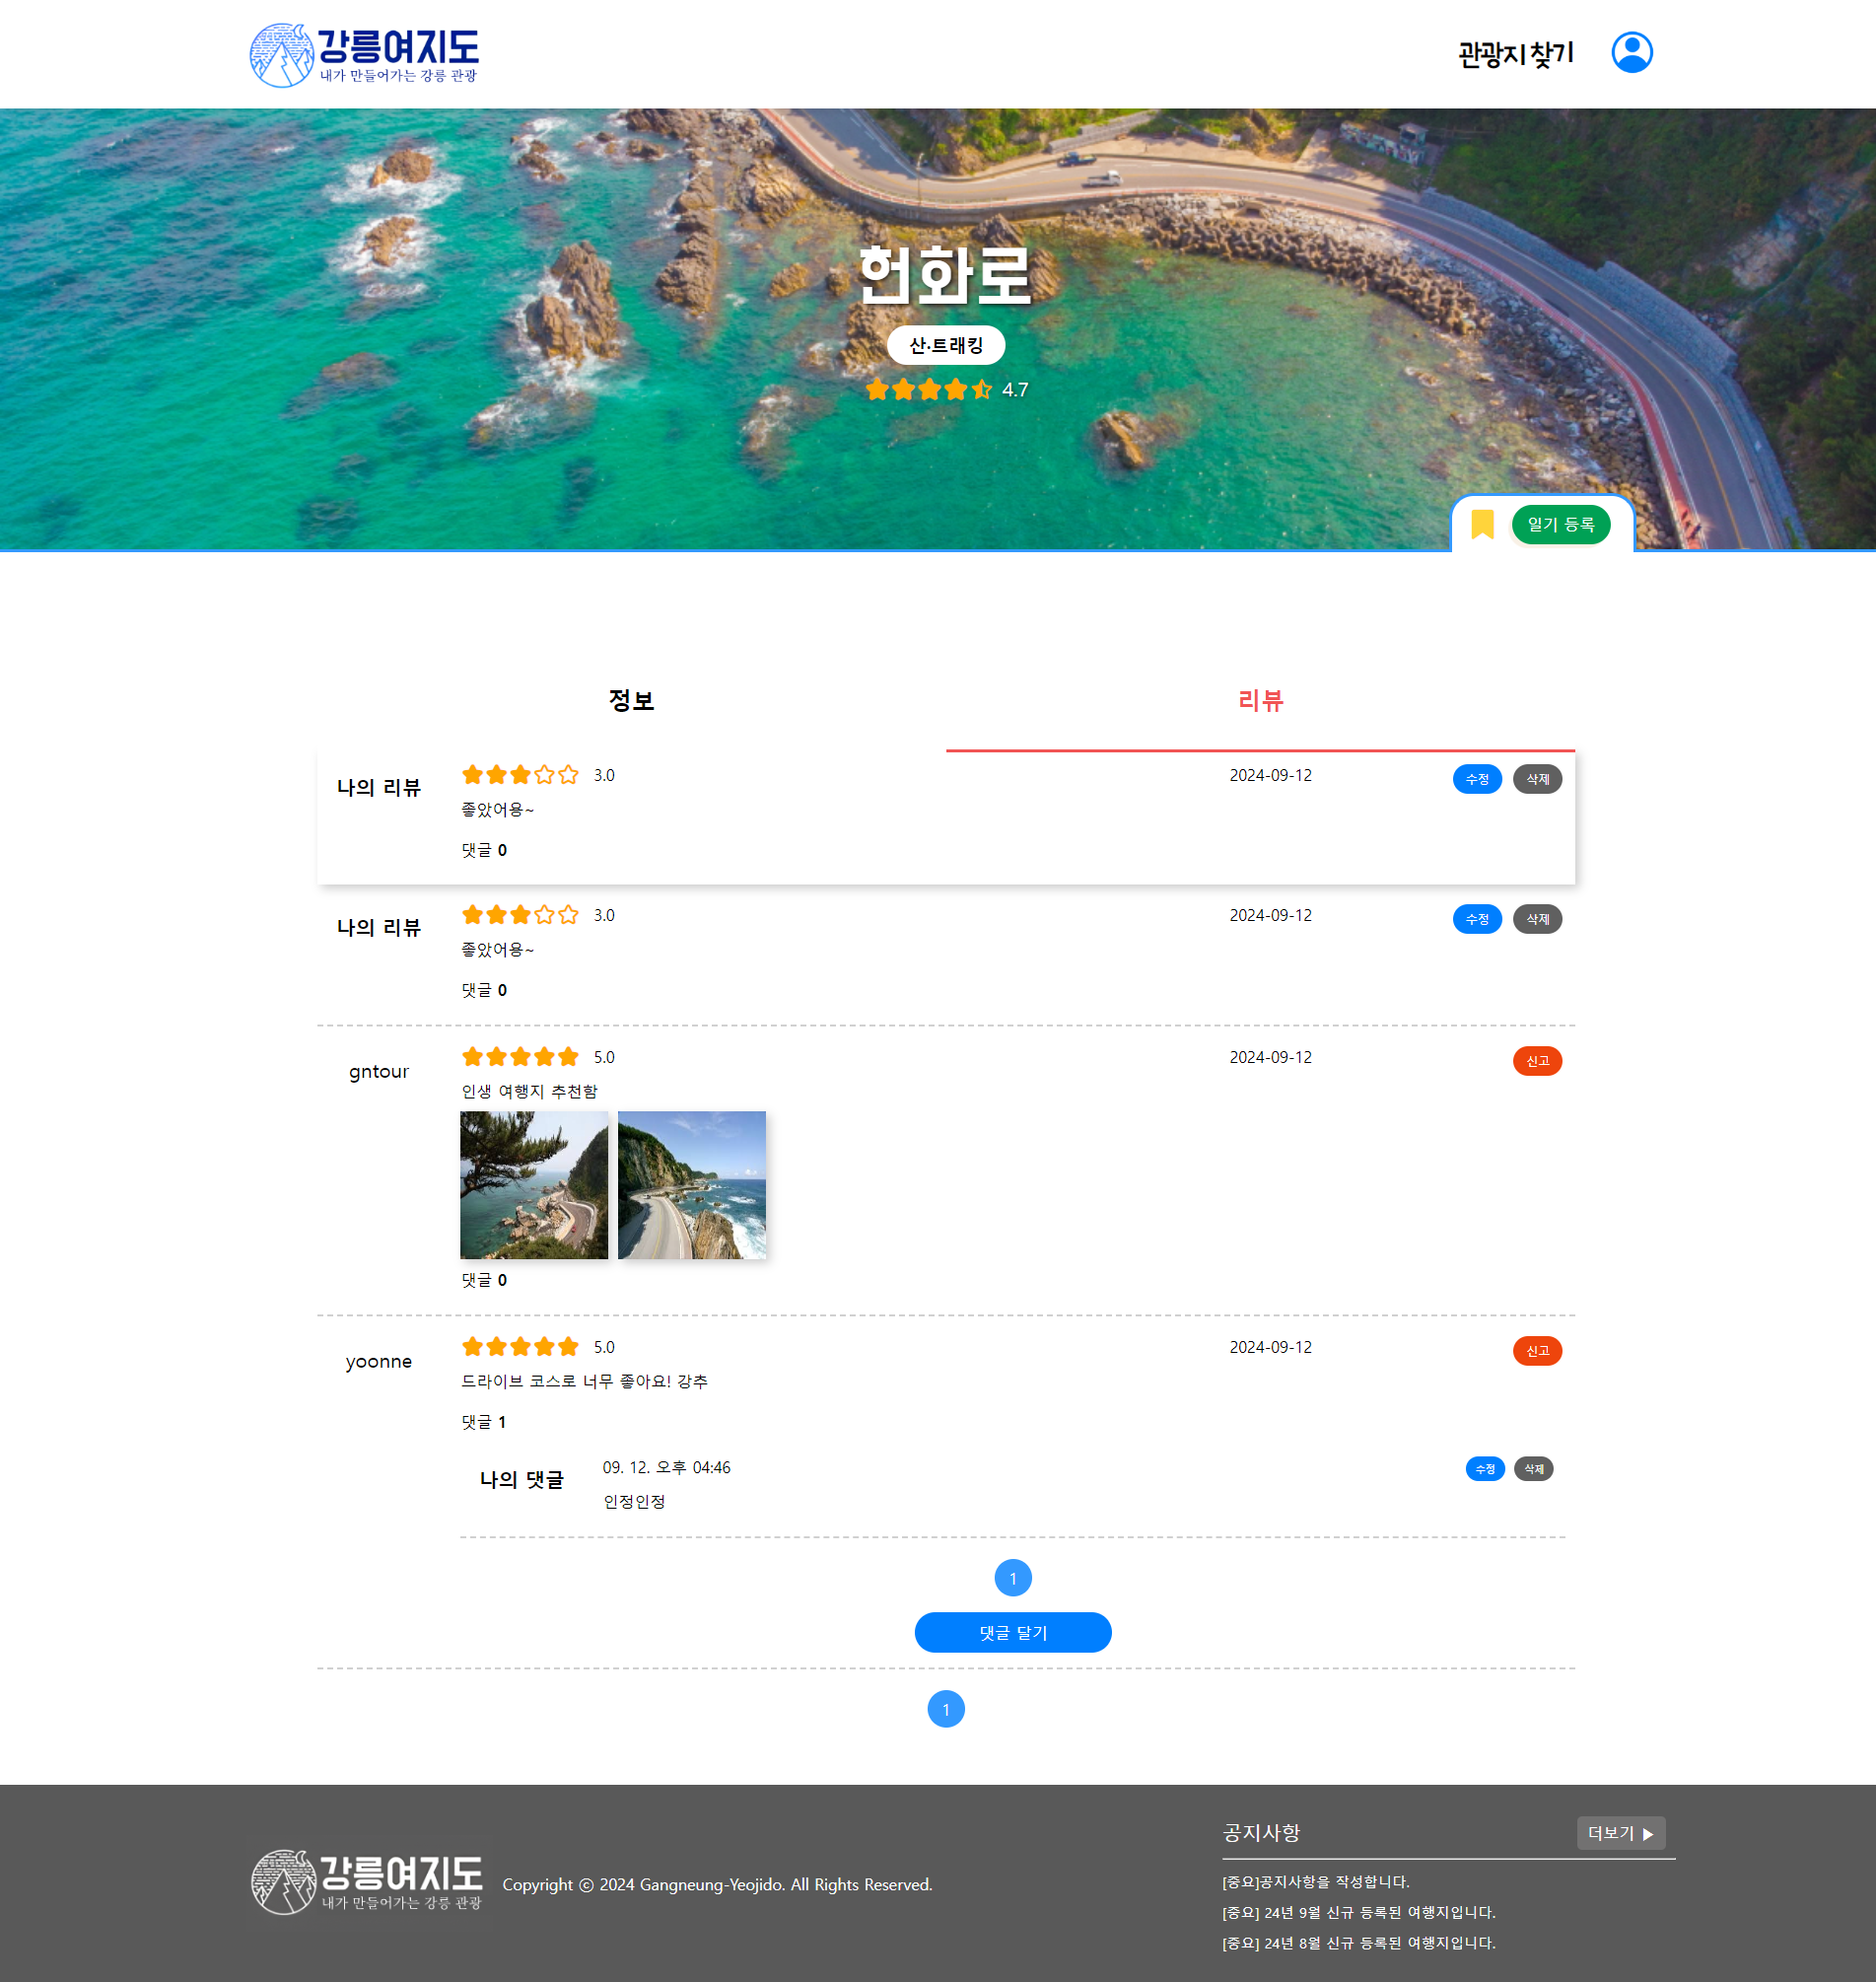 강릉여지도
내가 만들어가는 강릉 관광
관광지 찾기
헌화로
산·트래킹
4.7
일기 등록
정보
리뷰
나의 리뷰
3.0
2024-09-12
수정
삭제
좋았어용~
댓글 0
나의 리뷰
3.0
2024-09-12
수정
삭제
좋았어용~
댓글 0
gntour
5.0
2024-09-12
신고
인생 여행지 추천함
댓글 0
yoonne
5.0
2024-09-12
신고
드라이브 코스로 너무 좋아요! 강추
댓글 1
나의 댓글
09. 12. 오후 04:46
수정
삭제
인정인정
1
댓글 달기
1
강릉여지도
내가 만들어가는 강릉 관광
Copyright ⓒ 2024 Gangneung-Yeojido. All Rights Reserved.
공지사항
더보기 ▶
[중요]공지사항을 작성합니다.
[중요] 24년 9월 신규 등록된 여행지입니다.
[중요] 24년 8월 신규 등록된 여행지입니다.